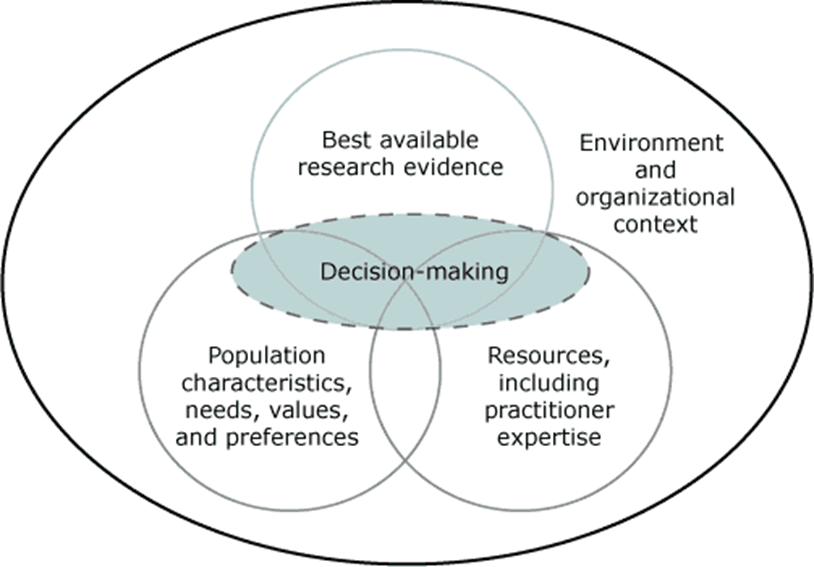 Best available
research evidence
Environment
and
organizational
context
Decision-making
Population
characteristics,
needs, values,
and preferences
Resources,
including
practitioner
expertise